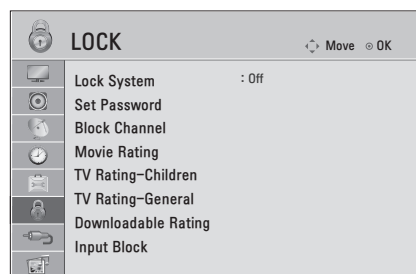 LOCK
Move OK
Lock System : Off
Set Password
Block Channel
Movie Rating
TV Rating-Children
TV Rating-General
Downloadable Rating
Input Block